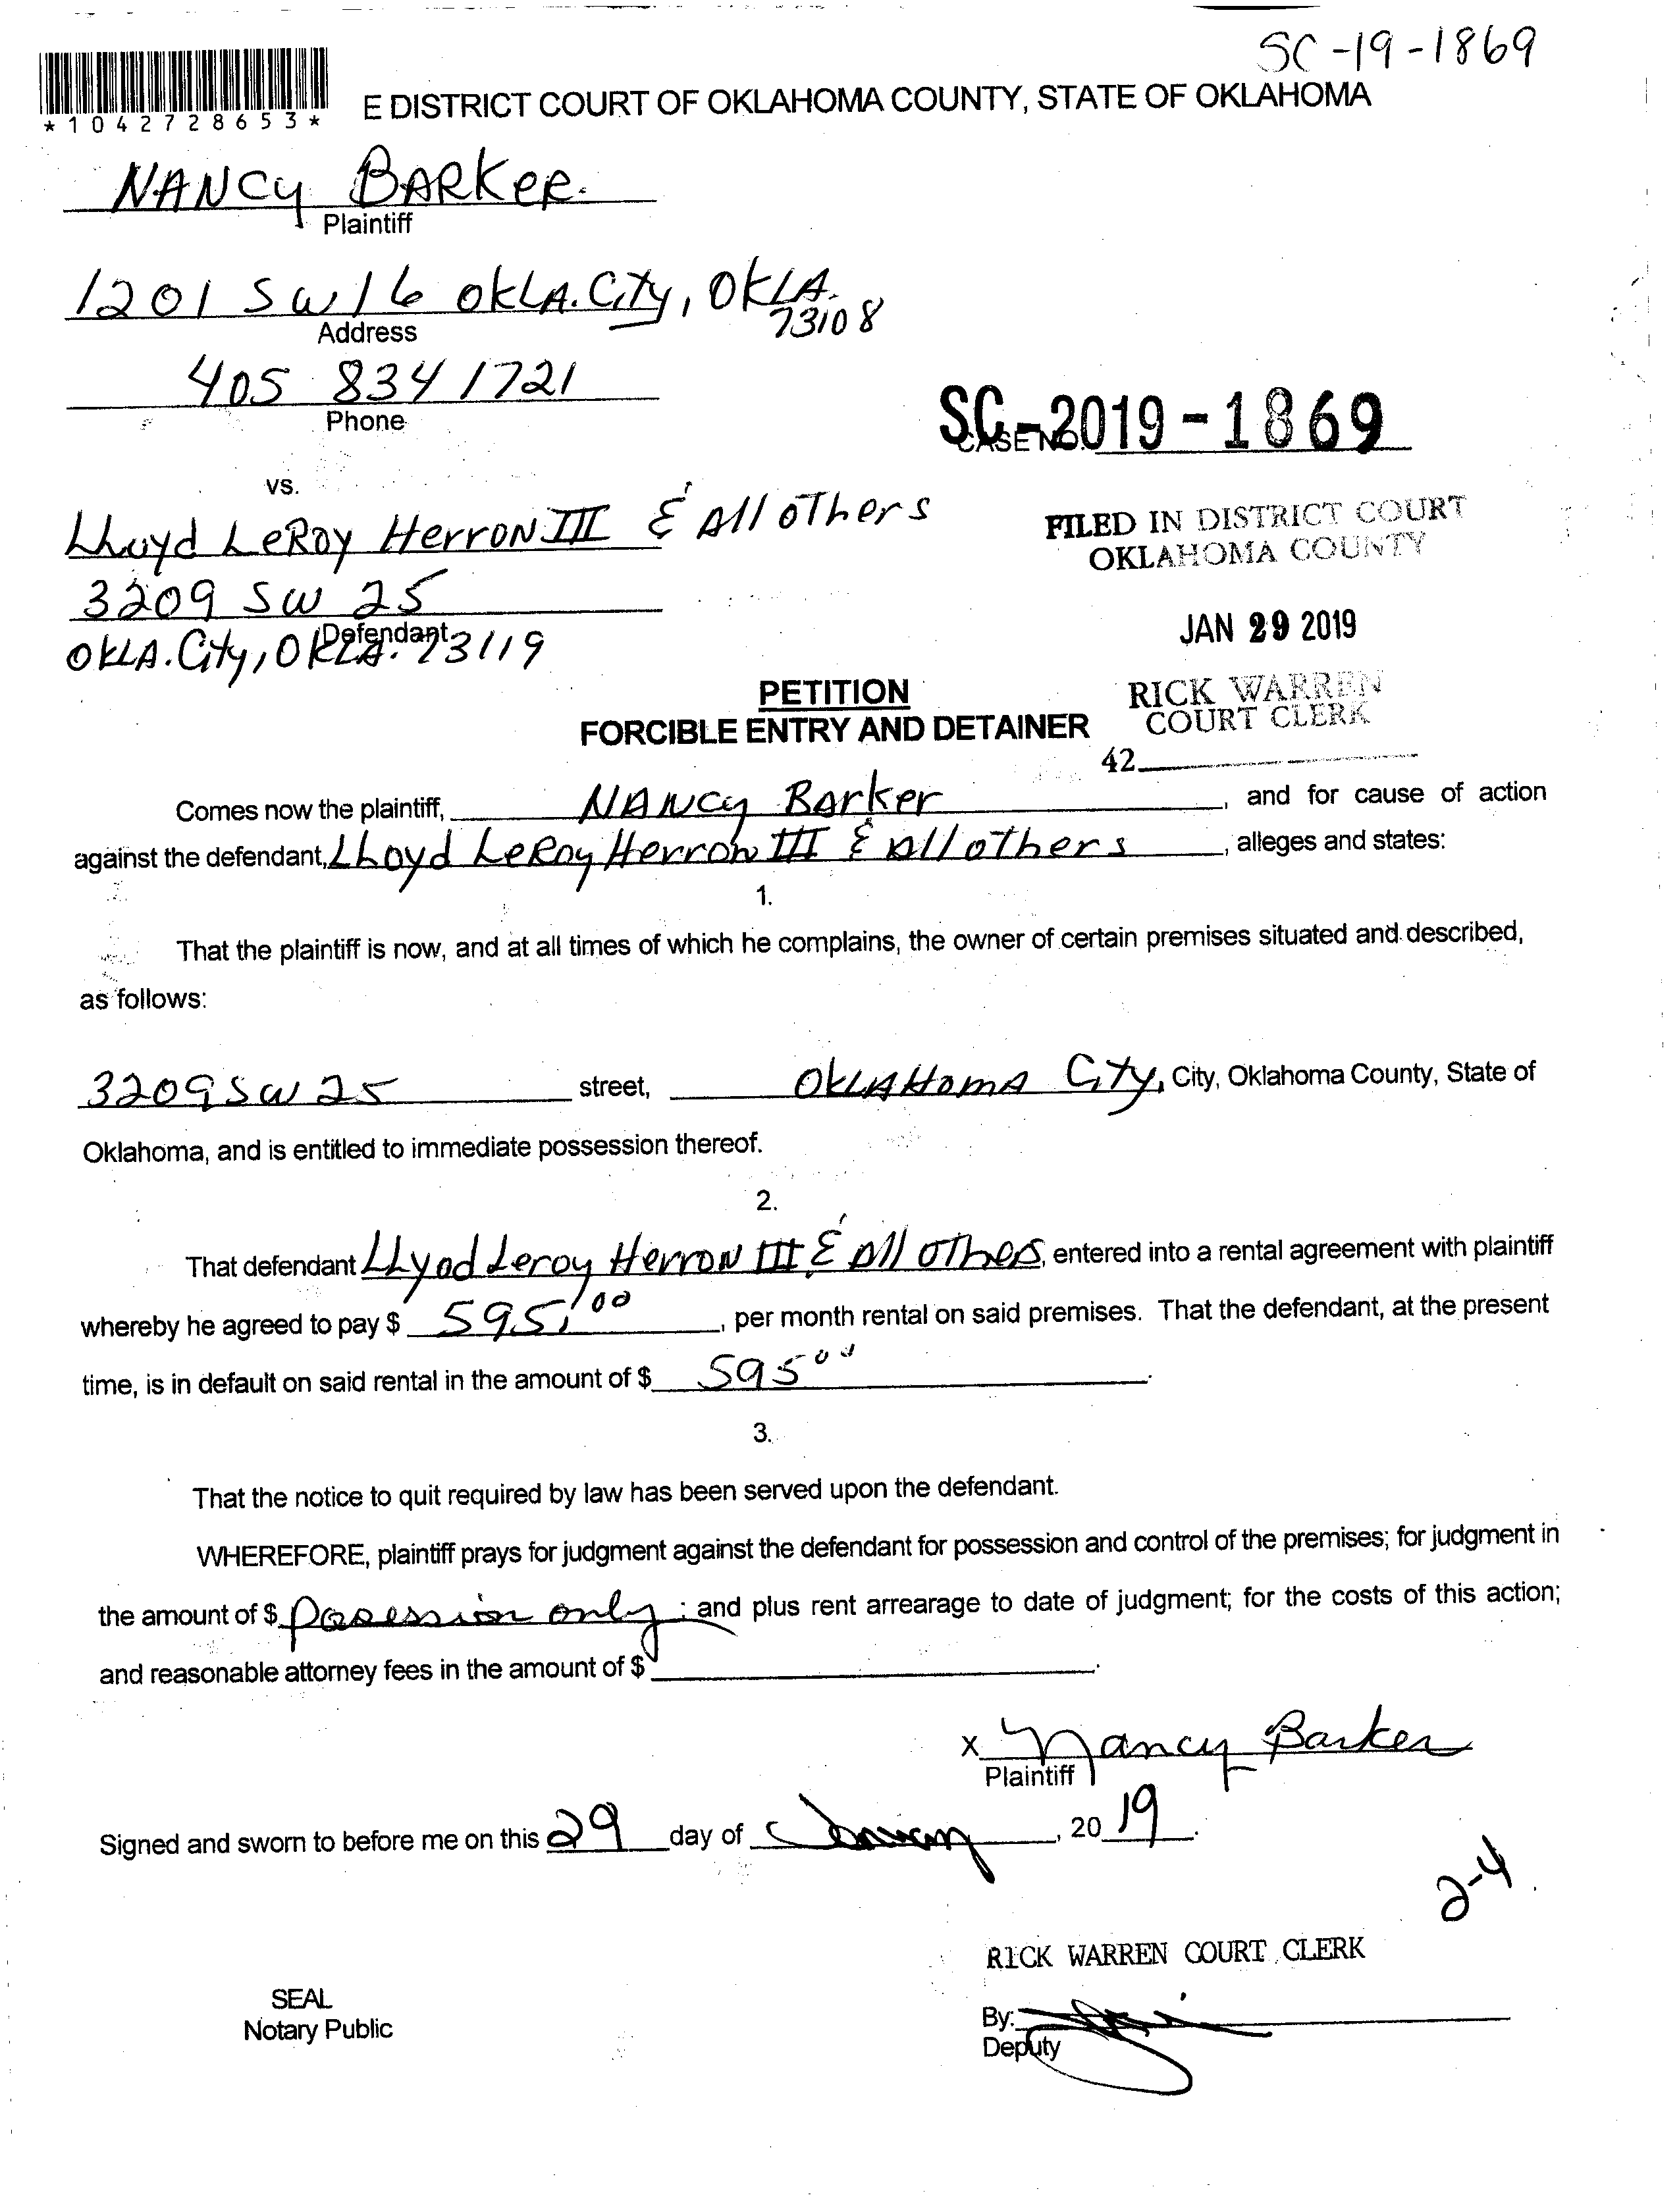 SC-19-1869
*1042728653*
E DISTRICT COURT OF OKLAHOMA COUNTY, STATE OF OKLAHOMA
NANCY BARKER.
Plaintiff
1201 SW 16 OKLA. City, OKLA.
73108
Address
405 834 1721
Phone
SC-2019-1869
CASE NO.
vs.
LLoyd LeRoy Herron III & All others
FILED IN DISTRICT COURT
OKLAHOMA COUNTY
3209 SW 25
Defendant
OKLA. City, OKLA. 73119
JAN 29 2019
PETITION
RICK WARREN
COURT CLERK
FORCIBLE ENTRY AND DETAINER
42
Comes now the plaintiff, NANCY Barker, and for cause of action
against the defendant, LLoyd LeRoy Herron III & All others, alleges and states:
1.
That the plaintiff is now, and at all times of which he complains, the owner of certain premises situated and described,
as follows:
3209 SW 25 street, OKLAHOMA City, City, Oklahoma County, State of
Oklahoma, and is entitled to immediate possession thereof.
2.
That defendant LLyod Leroy Herron III & All others, entered into a rental agreement with plaintiff
whereby he agreed to pay $ 595.00, per month rental on said premises. That the defendant, at the present
time, is in default on said rental in the amount of $ 595 00.
3.
That the notice to quit required by law has been served upon the defendant.
WHEREFORE, plaintiff prays for judgment against the defendant for possession and control of the premises; for judgment in
the amount of $ posession only; and plus rent arrearage to date of judgment; for the costs of this action;
and reasonable attorney fees in the amount of $ .
X Nancy Barker
Plaintiff
Signed and sworn to before me on this 29 day of January, 20 19.
2-4
RICK WARREN COURT CLERK
SEAL
Notary Public
By:
Deputy